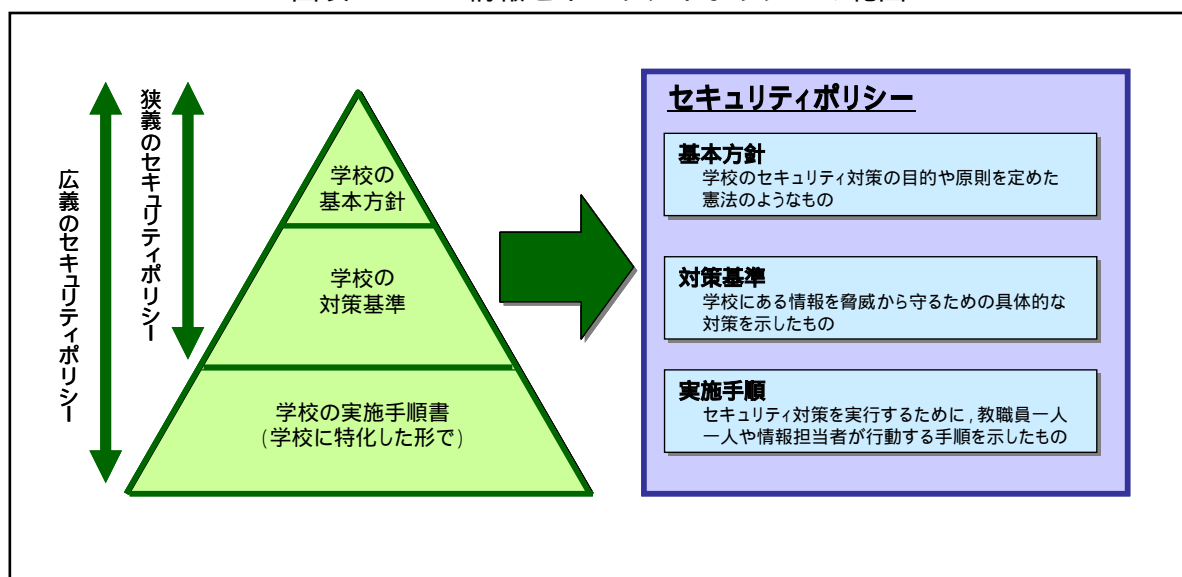 広義のセキュリティポリシー
狭義のセキュリティポリシー
学校の
基本方針
学校の
対策基準
学校の実施手順書
(学校に特化した形で)
セキュリティポリシー
基本方針
学校のセキュリティ対策の目的や原則を定めた
憲法のようなもの
対策基準
学校にある情報を脅威から守るための具体的な
対策を示したもの
実施手順
セキュリティ対策を実行するために,教職員一人
一人や情報担当者が行動する手順を示したもの